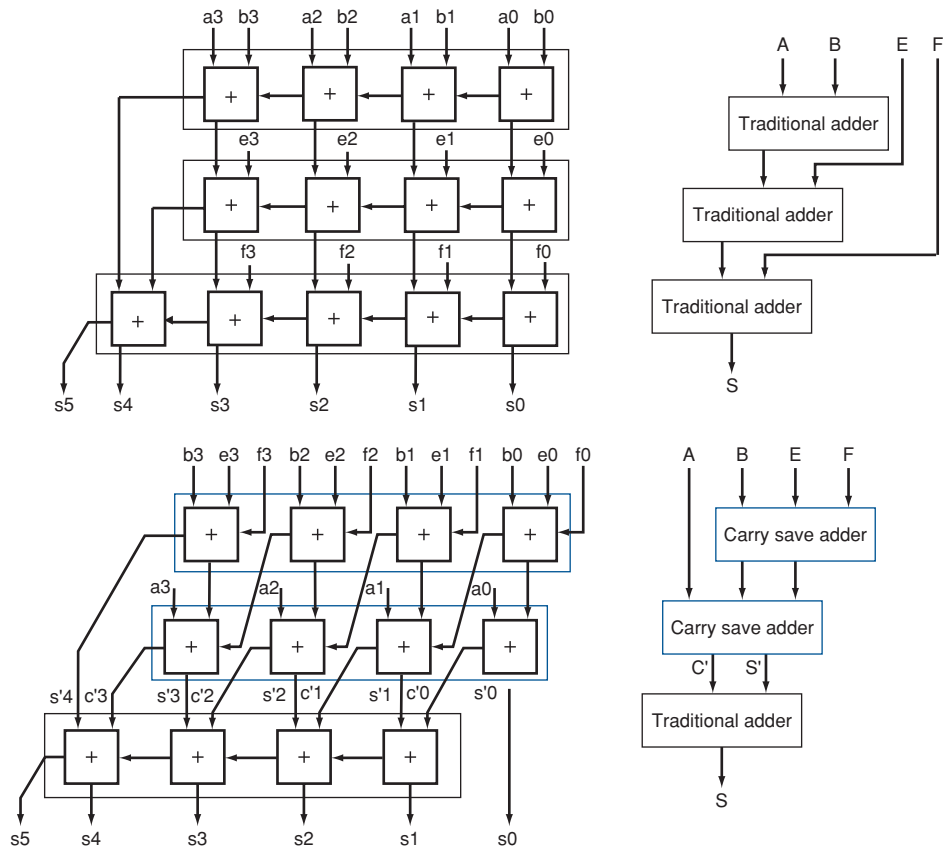 a3 b3 a2 b2 a1 b1 a0 b0
+ + + +
e3 e2 e1 e0
+ + + +
f3 f2 f1 f0
+ + + + +
s5 s4 s3 s2 s1 s0
A B E F
Traditional adder
Traditional adder
Traditional adder
S
b3 e3 f3 b2 e2 f2 b1 e1 f1 b0 e0 f0
+ + + +
a3 a2 a1 a0
+ + + +
s'4 c'3 s'3 c'2 s'2 c'1 s'1 c'0 s'0
+ + + +
s5 s4 s3 s2 s1 s0
A B E F
Carry save adder
Carry save adder
C' S'
Traditional adder
S